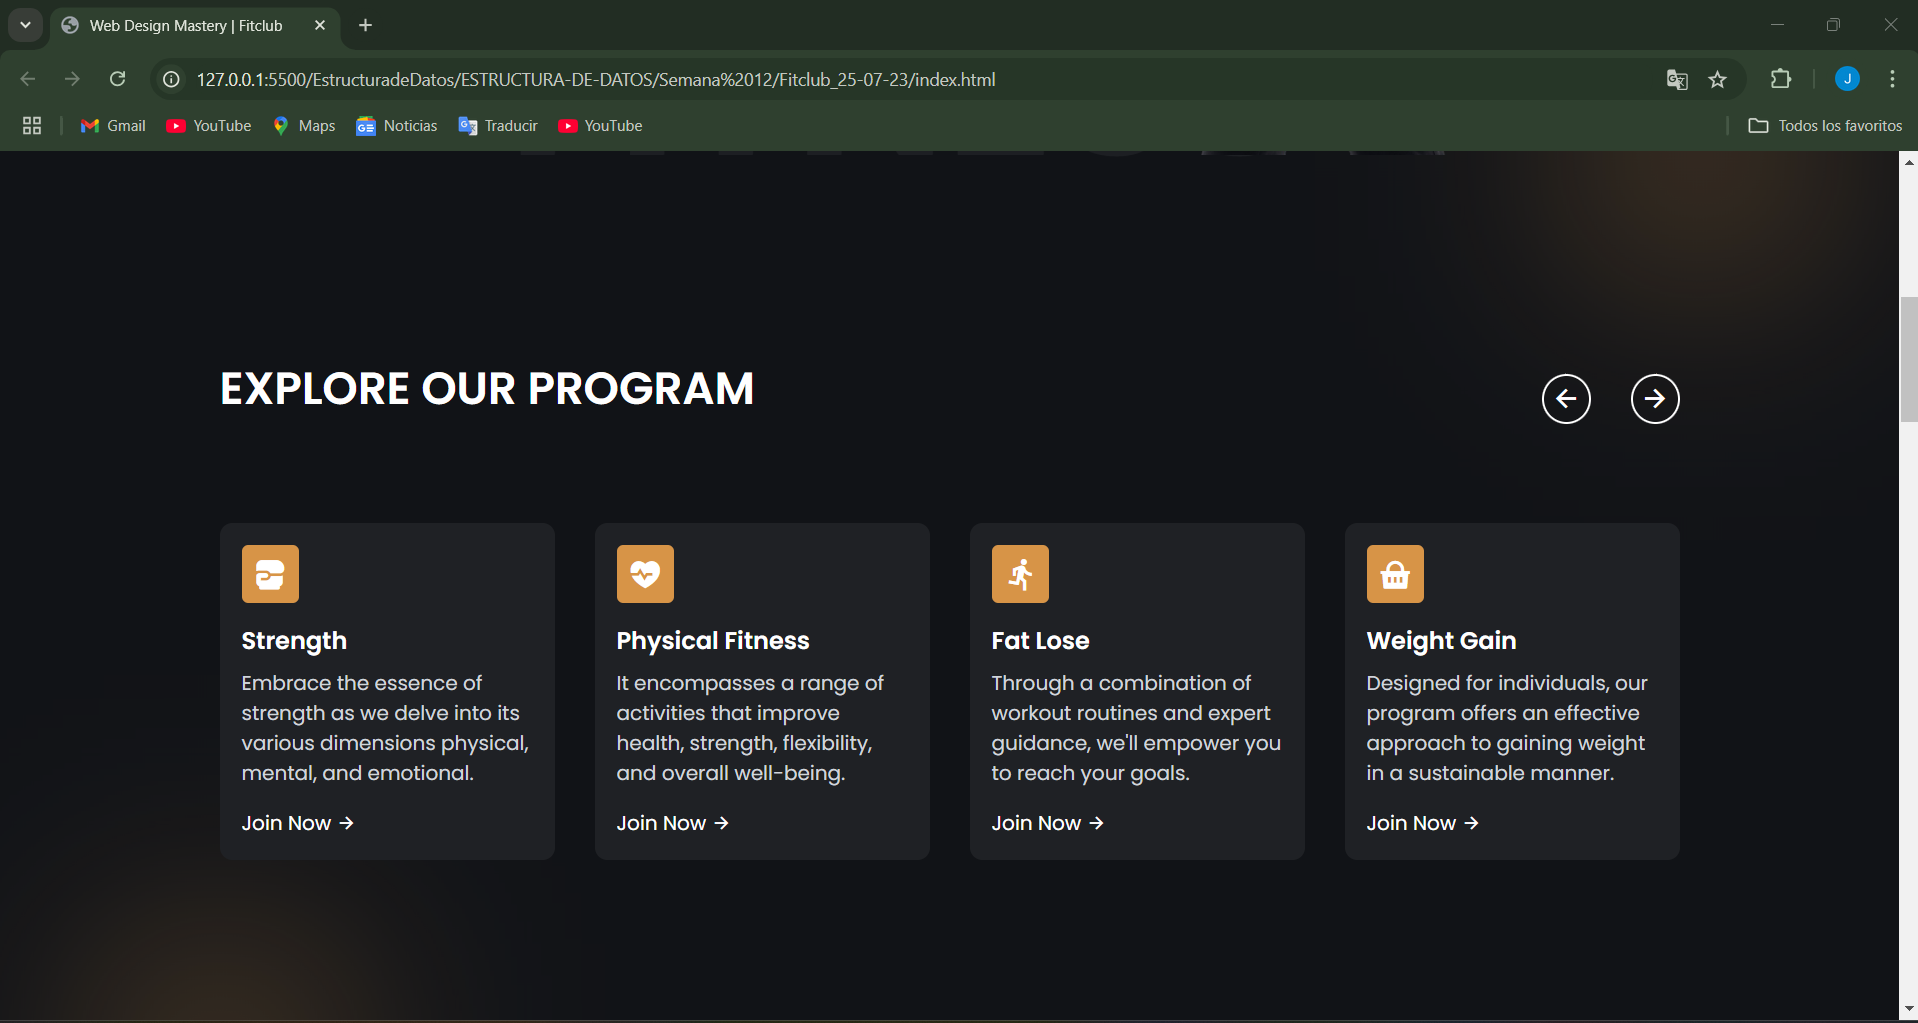 Web Design Mastery | Fitclub
127.0.0.1:5500/EstructuradeDatos/ESTRUCTURA-DE-DATOS/Semana%2012/Fitclub_25-07-23/index.html
J
Gmail YouTube Maps Noticias Traducir YouTube Todos los favoritos
EXPLORE OUR PROGRAM
Strength
Embrace the essence of
strength as we delve into its
various dimensions physical,
mental, and emotional.
Join Now →
Physical Fitness
It encompasses a range of
activities that improve
health, strength, flexibility,
and overall well-being.
Join Now →
Fat Lose
Through a combination of
workout routines and expert
guidance, we'll empower you
to reach your goals.
Join Now →
Weight Gain
Designed for individuals, our
program offers an effective
approach to gaining weight
in a sustainable manner.
Join Now →